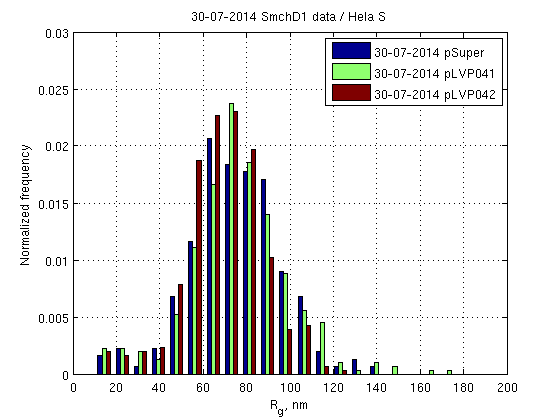 30-07-2014 SmchD1 data / Hela S
0.03
0.025
0.02
0.015
0.01
0.005
0
Normalized frequency
30-07-2014 pSuper
30-07-2014 pLVP041
30-07-2014 pLVP042
0 20 40 60 80 100 120 140 160 180 200
Rg, nm